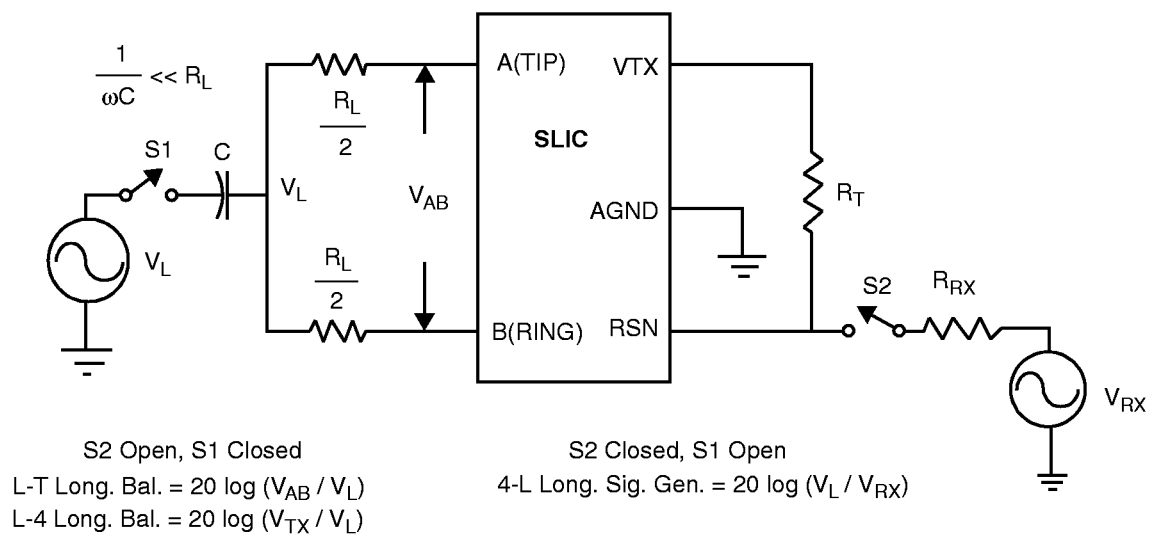 1
ωC
<< R_L
S1
C
V_L
V_L
R_L
2
V_AB
R_L
2
A(TIP)
VTX
SLIC
AGND
B(RING)
RSN
R_T
S2
R_RX
V_RX
S2 Open, S1 Closed
L-T Long. Bal. = 20 log (V_AB / V_L)
L-4 Long. Bal. = 20 log (V_TX / V_L)
S2 Closed, S1 Open
4-L Long. Sig. Gen. = 20 log (V_L / V_RX)